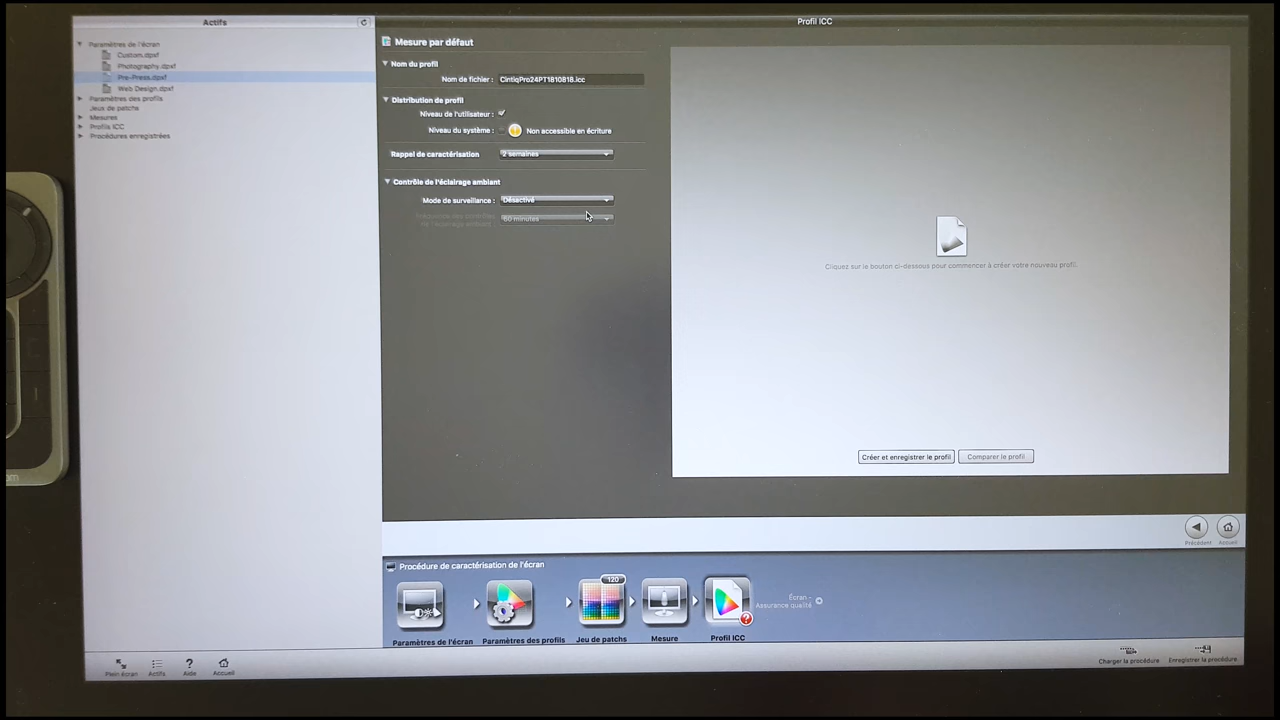 Actifs
Paramètres de l'écran
Custom.dpxf
Photography.dpxf
Pre-Press.dpxf
Web Design.dpxf
Paramètres des profils
Jeux de patchs
Mesures
Profils ICC
Procédures enregistrées
Profil ICC
Mesure par défaut
Nom du profil
Nom de fichier : CintiqPro24PT1810818.icc
Distribution de profil
Niveau de l'utilisateur :
Niveau du système : Non accessible en écriture
Rappel de caractérisation 2 semaines
Contrôle de l'éclairage ambiant
Mode de surveillance : Désactivé
Fréquence des contrôles
de l'éclairage ambiant : 60 minutes
Cliquez sur le bouton ci-dessous pour commencer à créer votre nouveau profil.
Créer et enregistrer le profil Comparer le profil
Précédent Accueil
Procédure de caractérisation de l'écran
120
Écran -
Assurance qualité
Paramètres de l'écran Paramètres des profils Jeu de patchs Mesure Profil ICC
Plein écran Actifs Aide Accueil
Charger la procédure Enregistrer la procédure